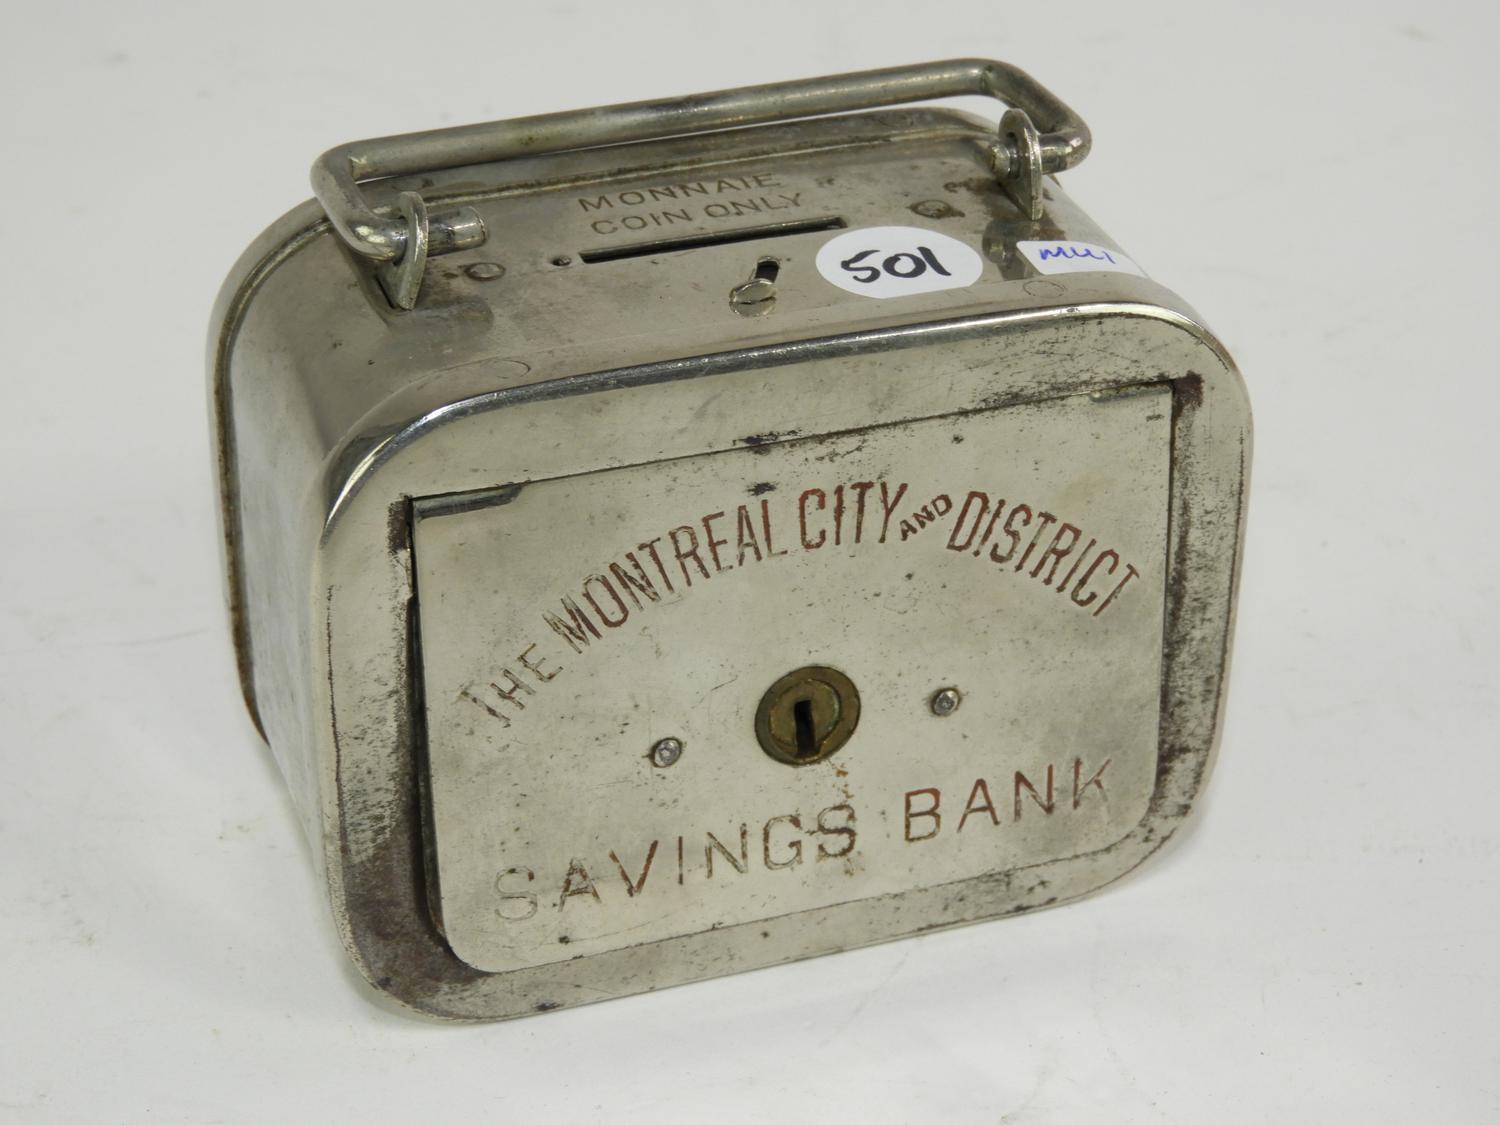 MONNAIE
COIN ONLY
501
THE MONTREAL CITY AND DISTRICT
SAVINGS BANK